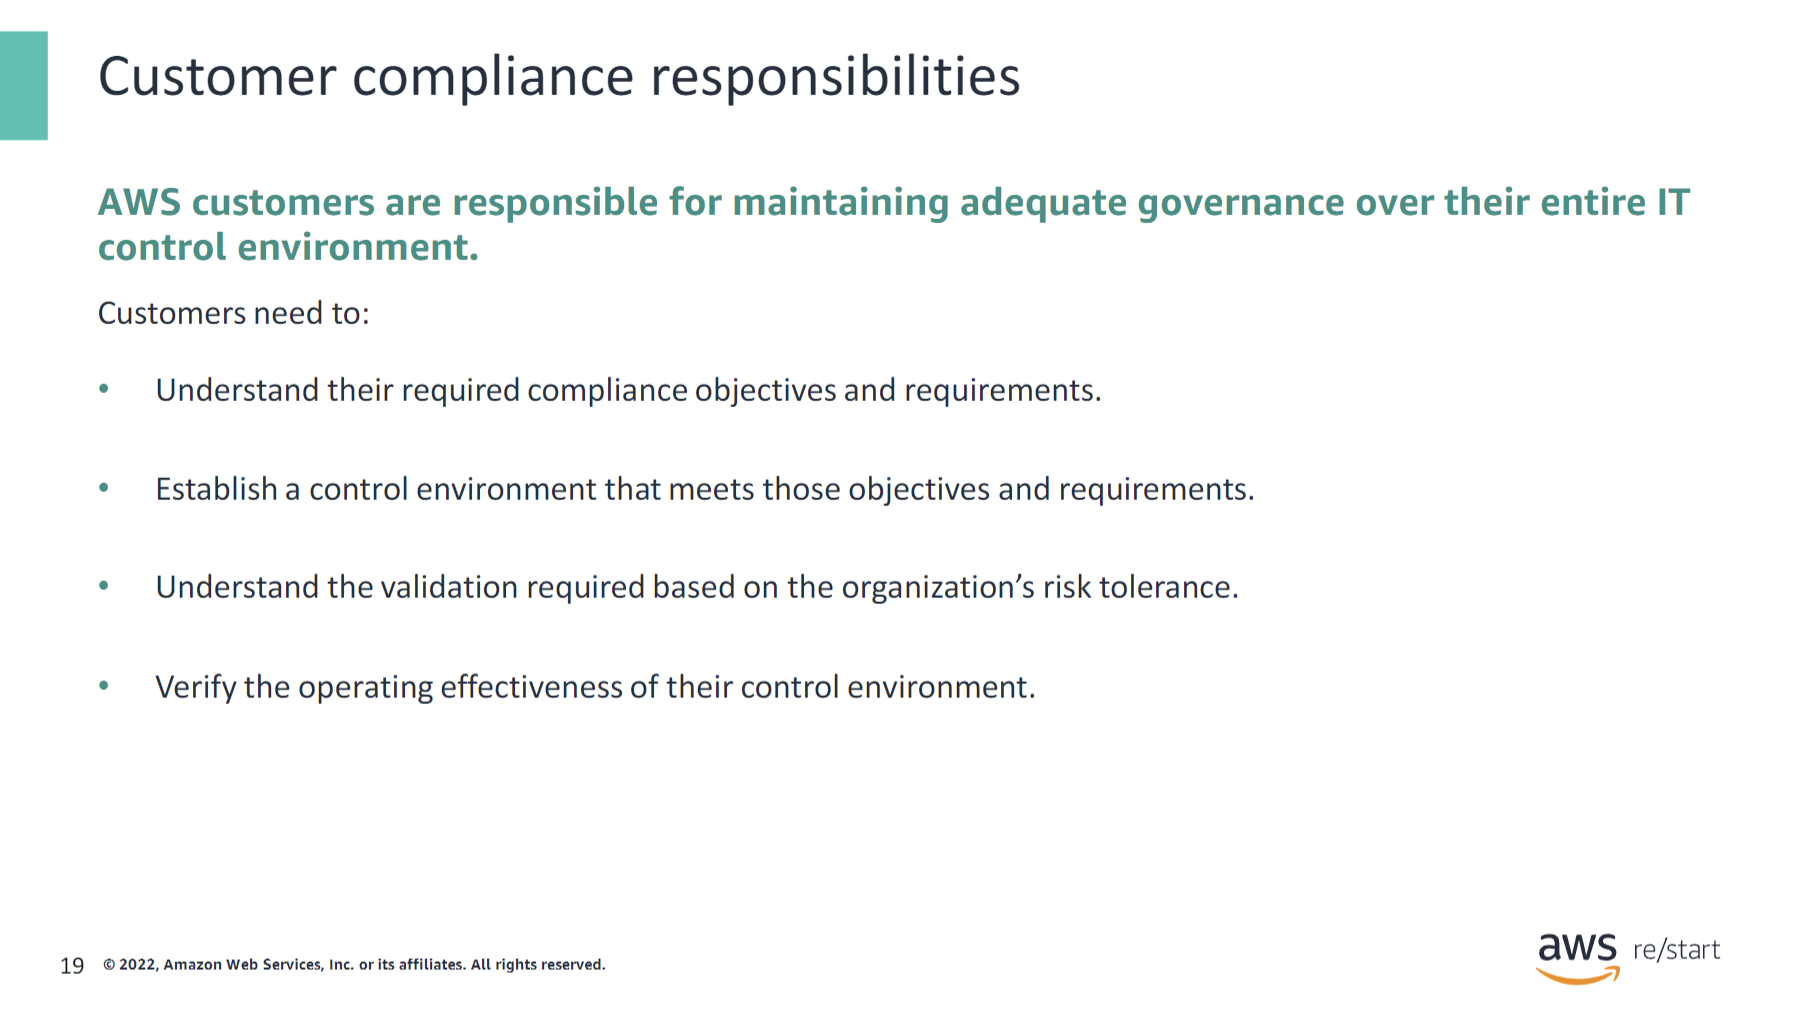 Customer compliance responsibilities
AWS customers are responsible for maintaining adequate governance over their entire IT
control environment.
Customers need to:
• Understand their required compliance objectives and requirements.
• Establish a control environment that meets those objectives and requirements.
• Understand the validation required based on the organization’s risk tolerance.
• Verify the operating effectiveness of their control environment.
19 © 2022, Amazon Web Services, Inc. or its affiliates. All rights reserved.
aws re/start